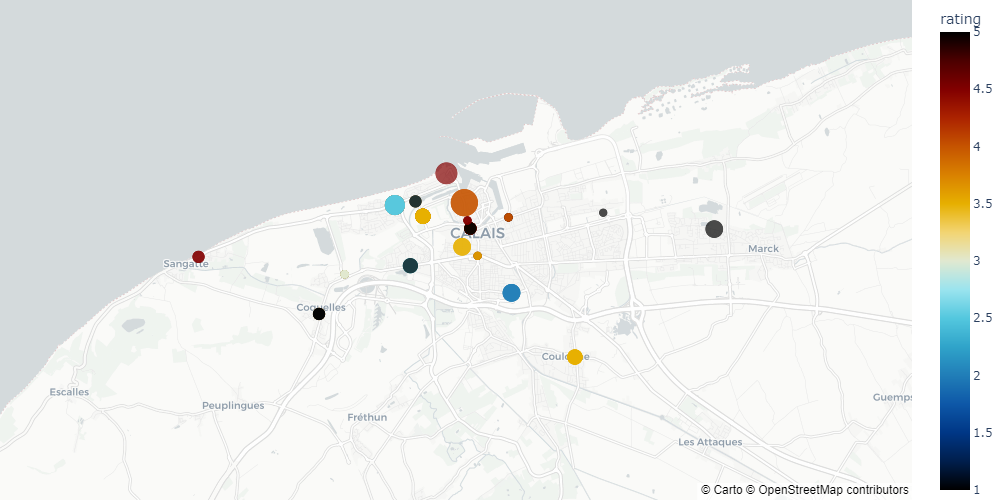 rating
5
4.5
4
3.5
3
2.5
2
1.5
1
CALAIS
Marck
Sangatte
Coquelles
Escalles
Peuplingues
Fréthun
Les Attaques
Guemps
© Carto © OpenStreetMap contributors